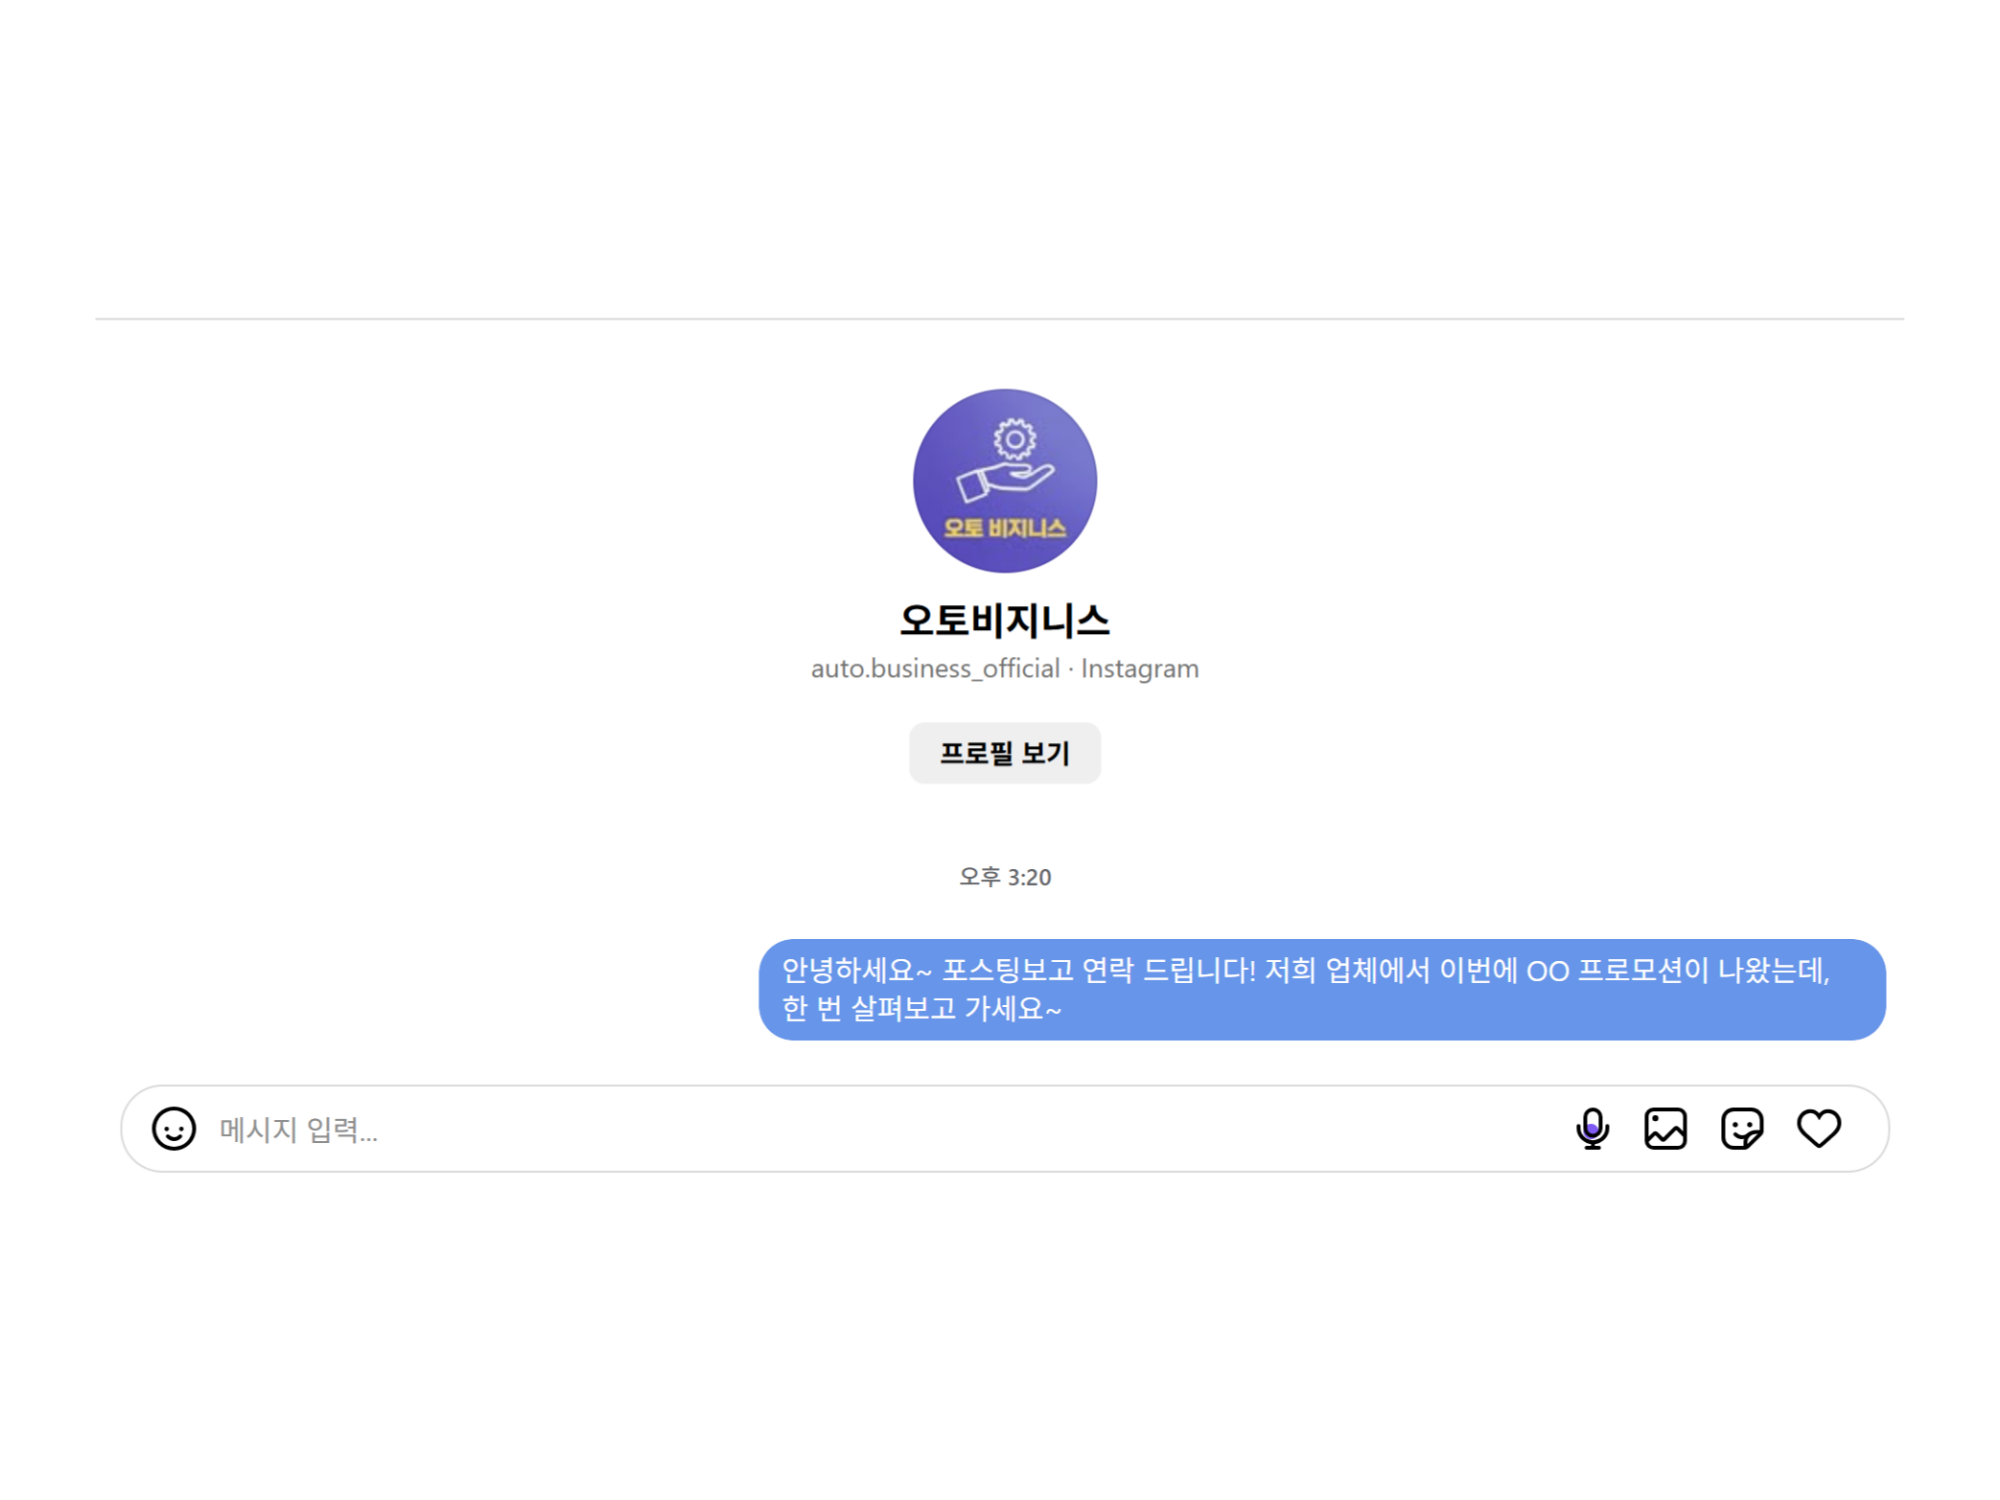 오토 비지니스
오토비지니스
auto.business_official · Instagram
프로필 보기
오후 3:20
안녕하세요~ 포스팅보고 연락 드립니다! 저희 업체에서 이번에 OO 프로모션이 나왔는데,
한 번 살펴보고 가세요~
메시지 입력...